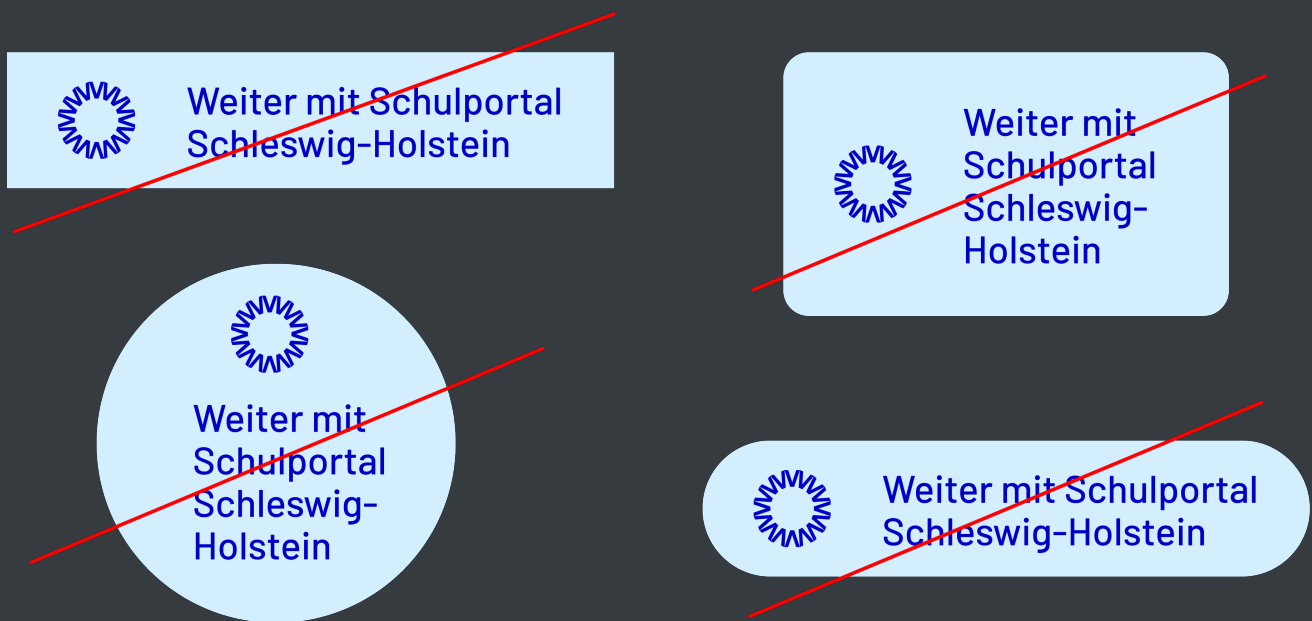 Weiter mit Schulportal
Schleswig-Holstein
Weiter mit
Schulportal
Schleswig-
Holstein
Weiter mit
Schulportal
Schleswig-
Holstein
Weiter mit Schulportal
Schleswig-Holstein